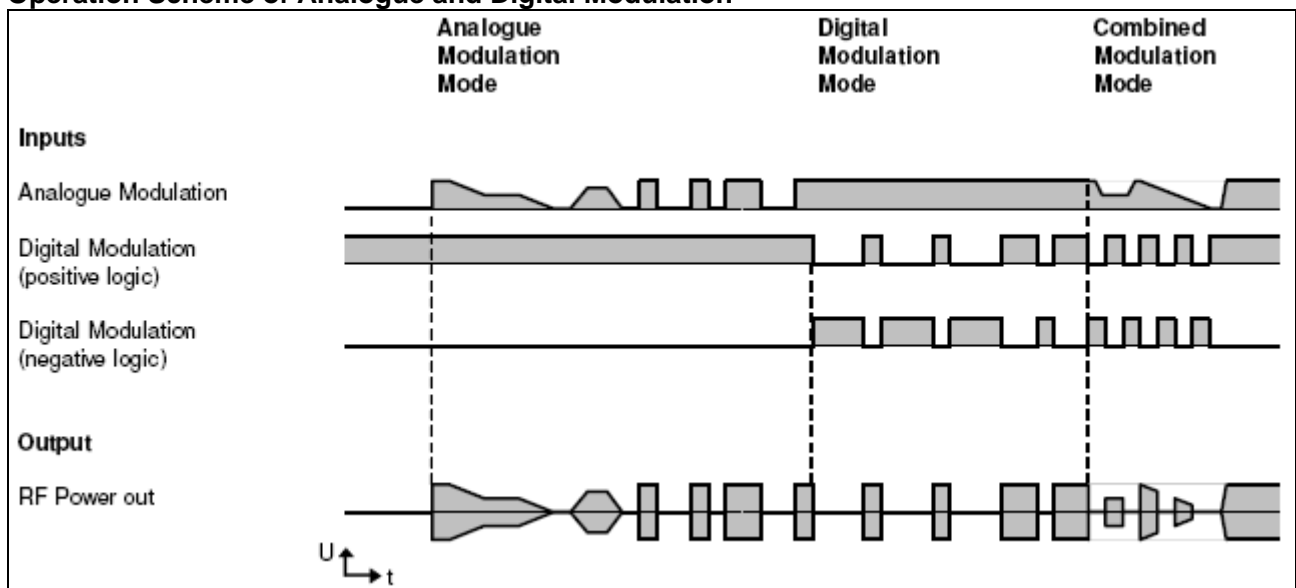 Operation Scheme of Analogue and Digital Modulation
Analogue
Modulation
Mode
Digital
Modulation
Mode
Combined
Modulation
Mode
Inputs
Analogue Modulation
Digital Modulation
(positive logic)
Digital Modulation
(negative logic)
Output
RF Power out
U
t